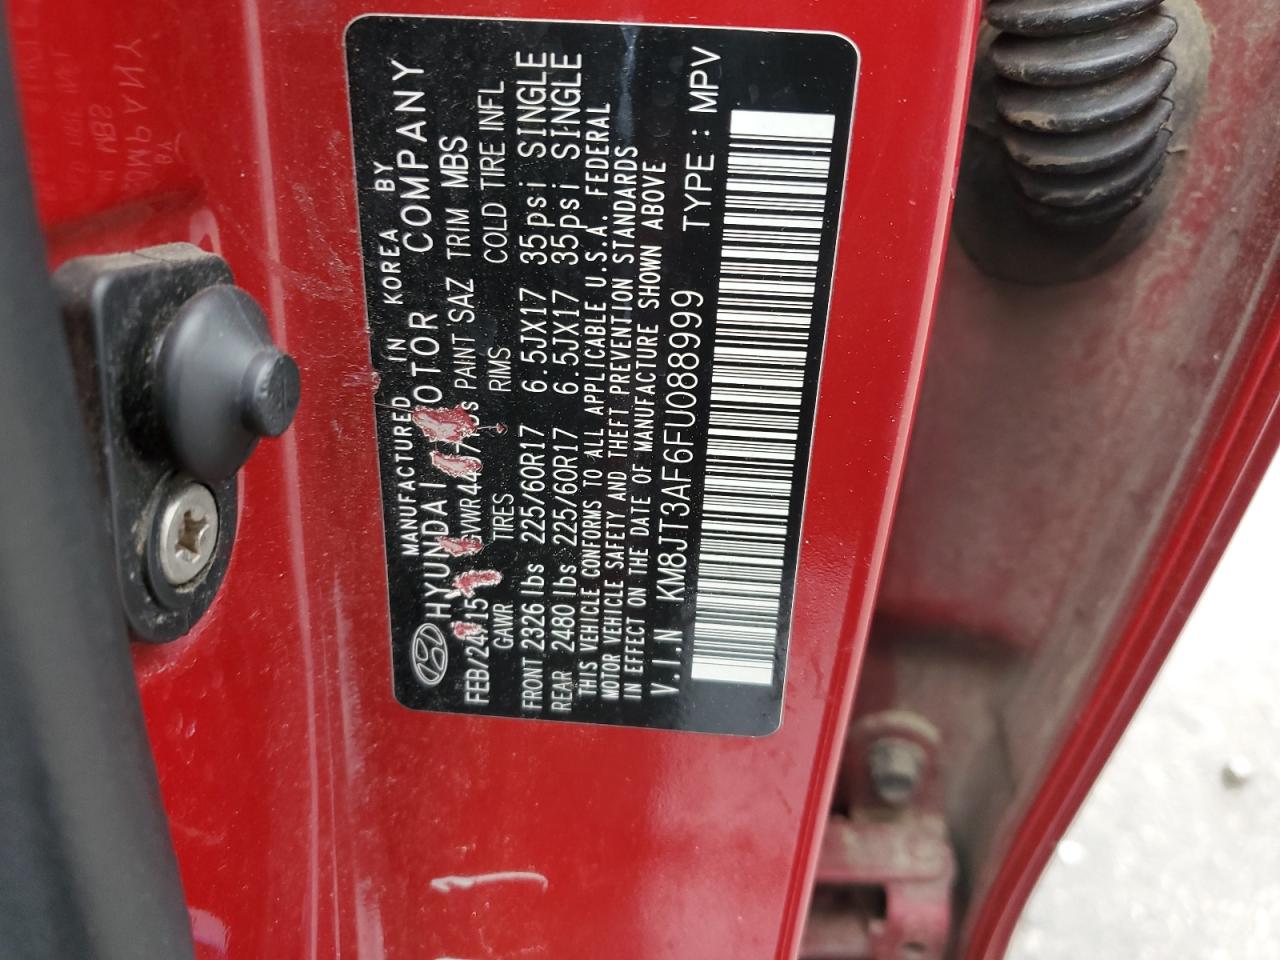 MANUFACTURED IN KOREA BY
HYUNDAI MOTOR COMPANY
FEB/24/15 GVWR4407lbs PAINT SAZ TRIM MBS
GAWR TIRES RIMS COLD TIRE INFL
FRONT 2326 lbs 225/60R17 6.5JX17 35psi SINGLE
REAR 2480 lbs 225/60R17 6.5JX17 35psi SINGLE
THIS VEHICLE CONFORMS TO ALL APPLICABLE U.S.A. FEDERAL
MOTOR VEHICLE SAFETY AND THEFT PREVENTION STANDARDS
IN EFFECT ON THE DATE OF MANUFACTURE SHOWN ABOVE
V.I.N KM8JT3AF6FU088999 TYPE : MPV